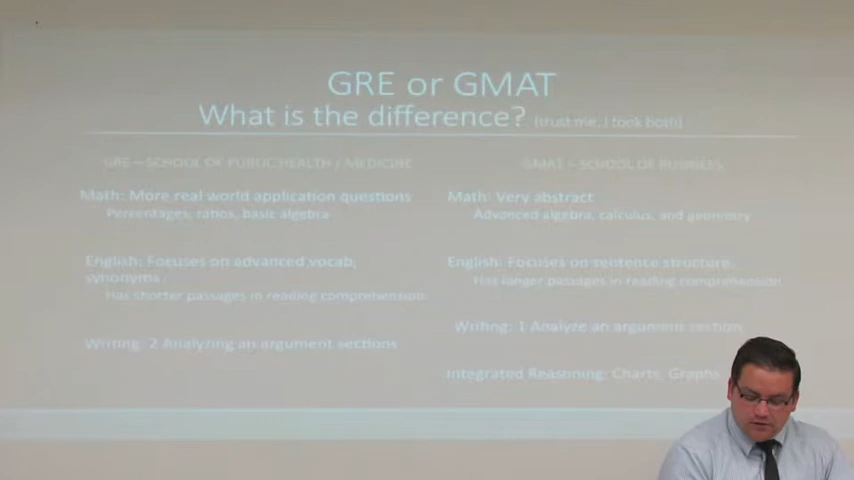 GRE or GMAT
What is the difference? (trust me, I took both)
GRE – SCHOOL OF PUBLIC HEALTH / MEDICINE
Math: More real world application questions
Percentages, ratios, basic algebra
English: Focuses on advanced vocab,
synonyms
Has shorter passages in reading comprehension
Writing: 2 Analyzing an argument sections
GMAT – SCHOOL OF BUSINESS
Math: Very abstract
Advanced algebra, calculus, and geometry
English: Focuses on sentence structure.
Has longer passages in reading comprehension
Writing: 1 Analyze an argument section
Integrated Reasoning: Charts, Graphs